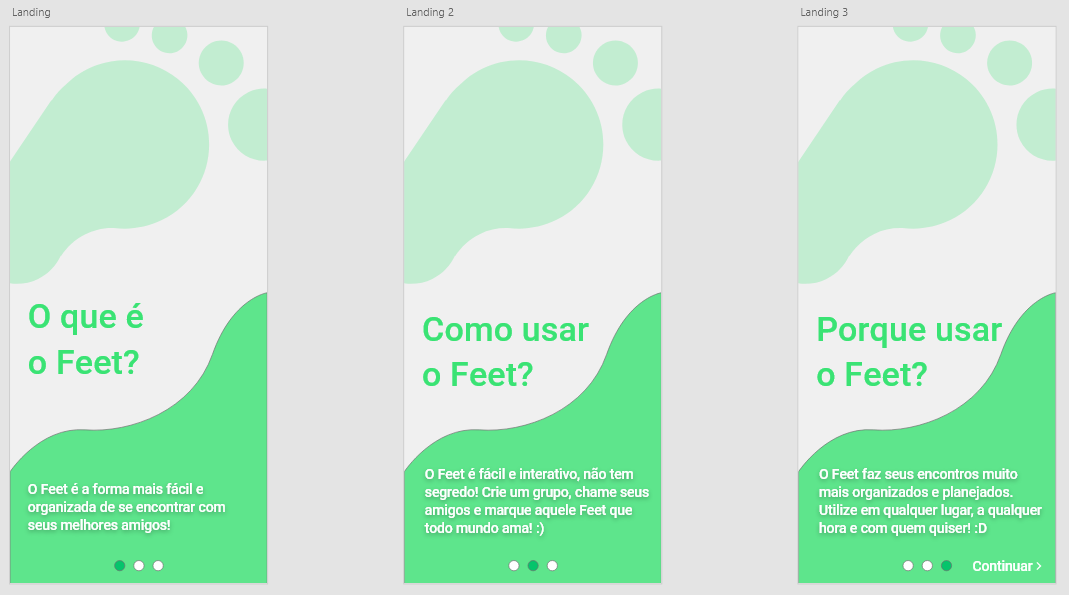 Landing
O que é
o Feet?
O Feet é a forma mais fácil e
organizada de se encontrar com
seus melhores amigos!
Landing 2
Como usar
o Feet?
O Feet é fácil e interativo, não tem
segredo! Crie um grupo, chame seus
amigos e marque aquele Feet que
todo mundo ama! :)
Landing 3
Porque usar
o Feet?
O Feet faz seus encontros muito
mais organizados e planejados.
Utilize em qualquer lugar, a qualquer
hora e com quem quiser! :D
Continuar >